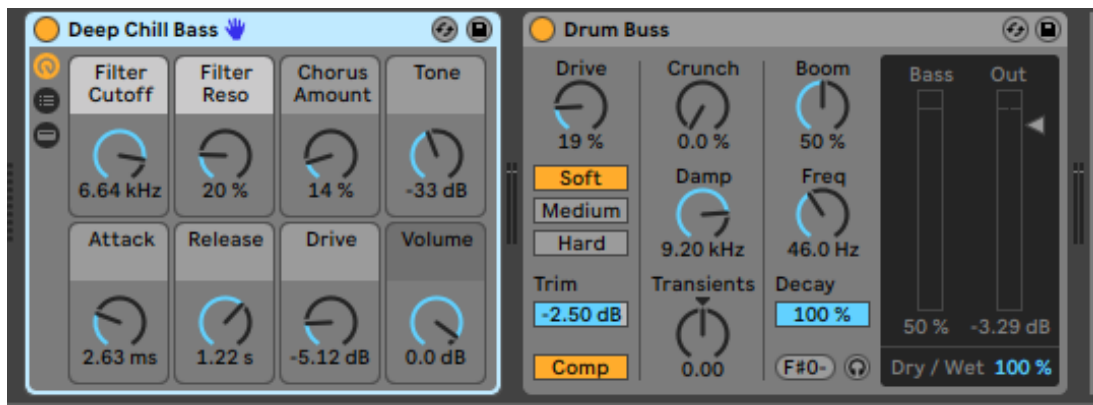 Deep Chill Bass
Filter Cutoff
6.64 kHz
Filter Reso
20 %
Chorus Amount
14 %
Tone
-33 dB
Attack
2.63 ms
Release
1.22 s
Drive
-5.12 dB
Volume
0.0 dB
Drum Buss
Drive
19 %
Soft
Medium
Hard
Trim
-2.50 dB
Comp
Crunch
0.0 %
Damp
9.20 kHz
Transients
0.00
Boom
50 %
Freq
46.0 Hz
Decay
100 %
F#0-
Bass
Out
50 %
-3.29 dB
Dry / Wet 100 %